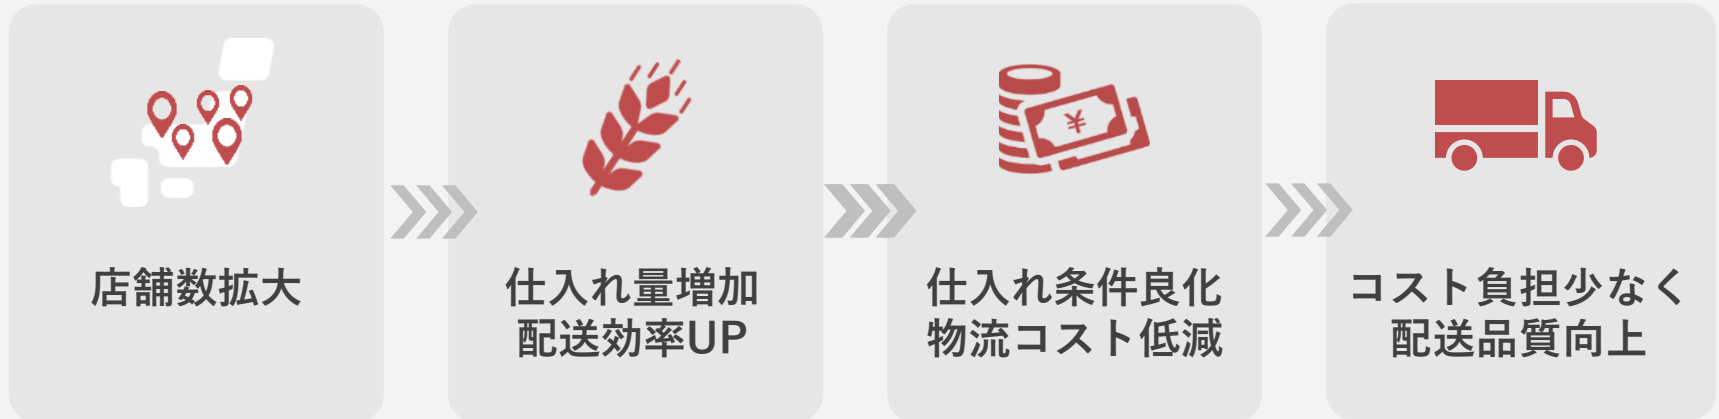 ¥
店舗数拡大
仕入れ量増加
配送効率UP
仕入れ条件良化
物流コスト低減
コスト負担少なく
配送品質向上